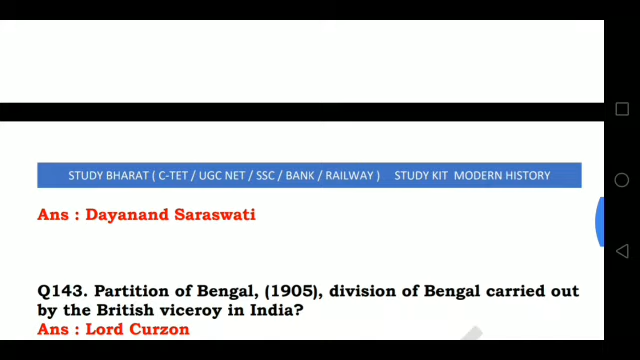 STUDY BHARAT ( C-TET / UGC NET / SSC / BANK / RAILWAY ) STUDY KIT MODERN HISTORY
Ans : Dayanand Saraswati
Q143. Partition of Bengal, (1905), division of Bengal carried out
by the British viceroy in India?
Ans : Lord Curzon